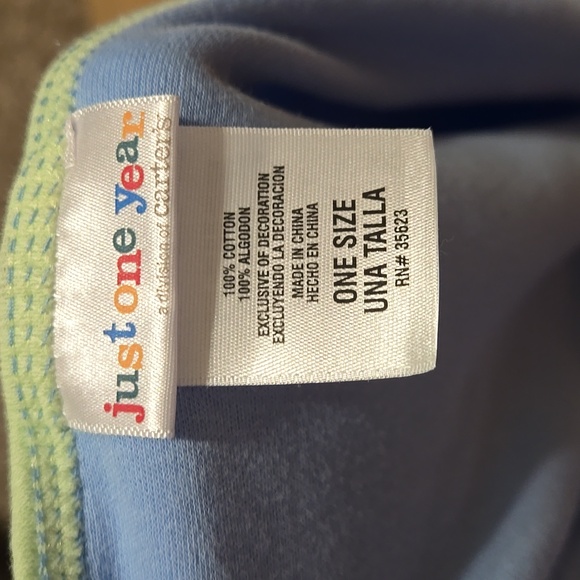 just one year
a division of carter's
100% COTTON
100% ALGODON
EXCLUSIVE OF DECORATION
EXCLUYENDO LA DECORACION
MADE IN CHINA
HECHO EN CHINA
ONE SIZE
UNA TALLA
RN# 35623